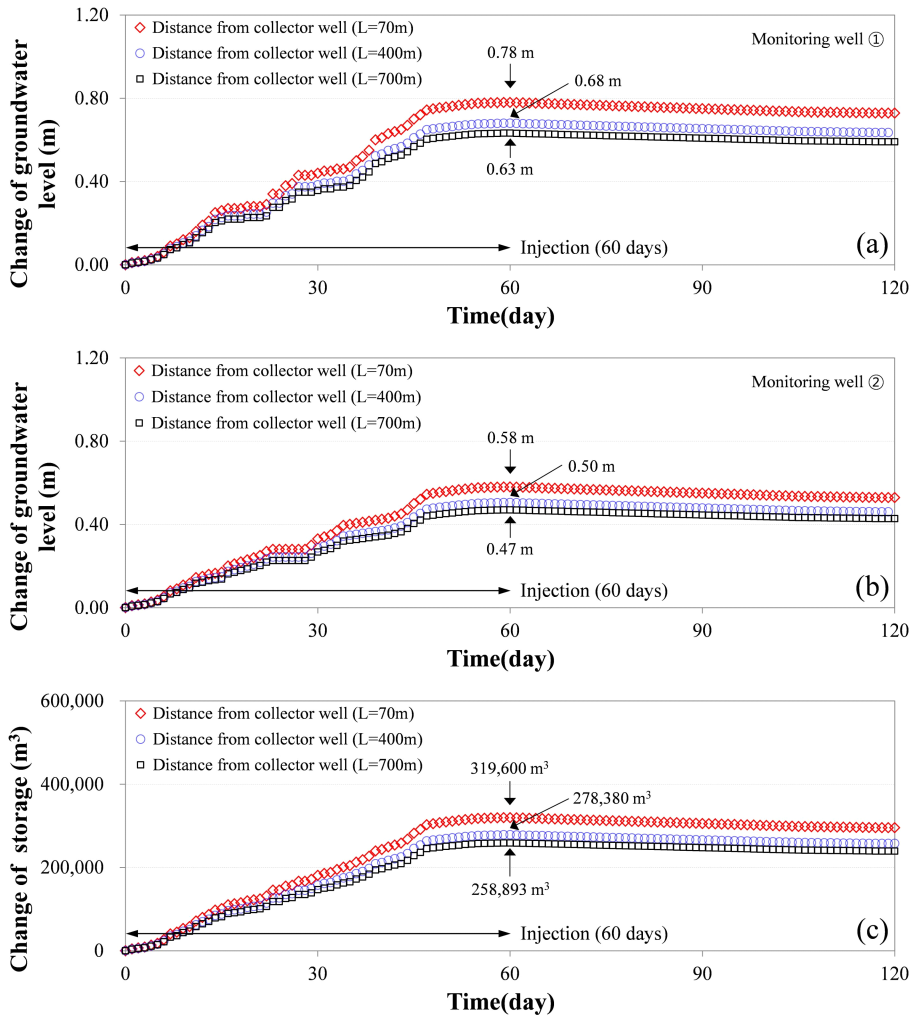 1.20
Distance from collector well (L=70m)
Monitoring well ①
Distance from collector well (L=400m)
0.78 m
Distance from collector well (L=700m)
0.68 m
0.80
0.63 m
0.40
Injection (60 days)
(a)
0.00
0
30
60
90
120
Change of groundwater
level (m)
Time(day)
1.20
Distance from collector well (L=70m)
Monitoring well ②
Distance from collector well (L=400m)
Distance from collector well (L=700m)
0.58 m
0.80
0.50 m
0.40
0.47 m
Injection (60 days)
(b)
0.00
0
30
60
90
120
Change of groundwater
level (m)
Time(day)
600,000
Distance from collector well (L=70m)
Distance from collector well (L=400m)
Distance from collector well (L=700m)
319,600 m³
400,000
278,380 m³
200,000
258,893 m³
Injection (60 days)
(c)
0
0
30
60
90
120
Change of storage (m³)
Time(day)